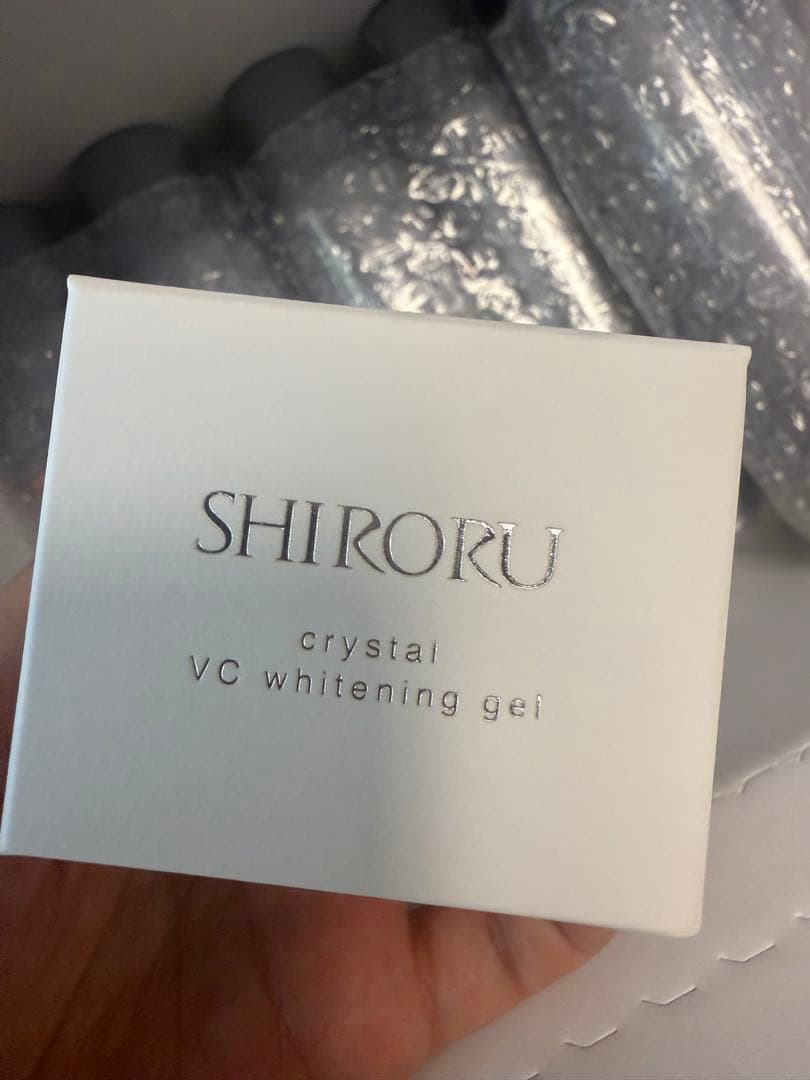 SHIRORU
crystal
VC whitening gel